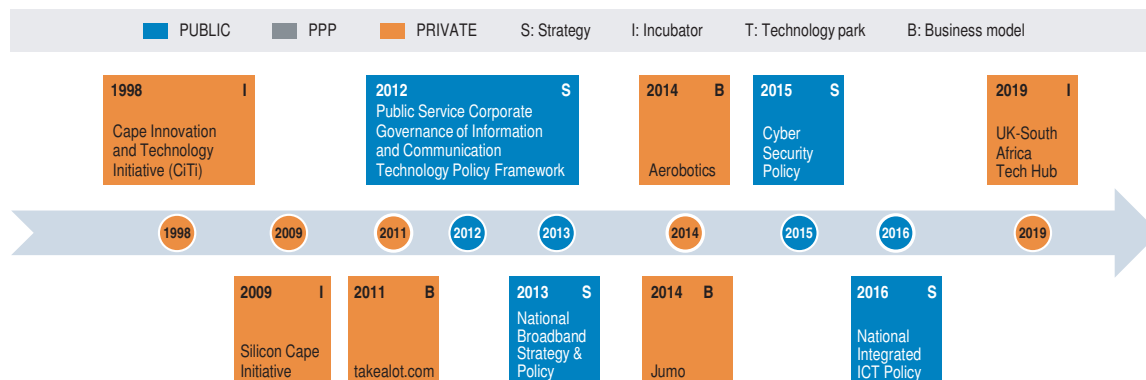 PUBLIC PPP PRIVATE S: Strategy I: Incubator T: Technology park B: Business model
1998 I
Cape Innovation
and Technology
Initiative (CiTi)
2012 S
Public Service Corporate
Governance of Information
and Communication
Technology Policy Framework
2014 B
Aerobotics
2015 S
Cyber
Security
Policy
2019 I
UK-South
Africa
Tech Hub
1998 2009 2011 2012 2013 2014 2015 2016 2019
2009 I
Silicon Cape
Initiative
2011 B
takealot.com
2013 S
National
Broadband
Strategy &
Policy
2014 B
Jumo
2016 S
National
Integrated
ICT Policy